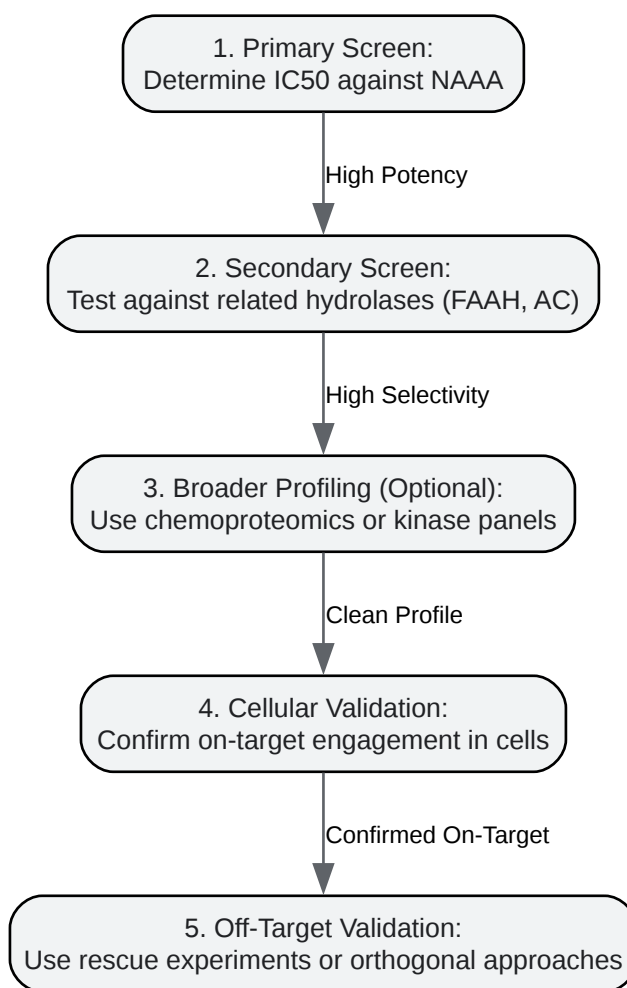 1. Primary Screen:
Determine IC50 against NAAA
High Potency
2. Secondary Screen:
Test against related hydrolases (FAAH, AC)
High Selectivity
3. Broader Profiling (Optional):
Use chemoproteomics or kinase panels
Clean Profile
4. Cellular Validation:
Confirm on-target engagement in cells
Confirmed On-Target
5. Off-Target Validation:
Use rescue experiments or orthogonal approaches